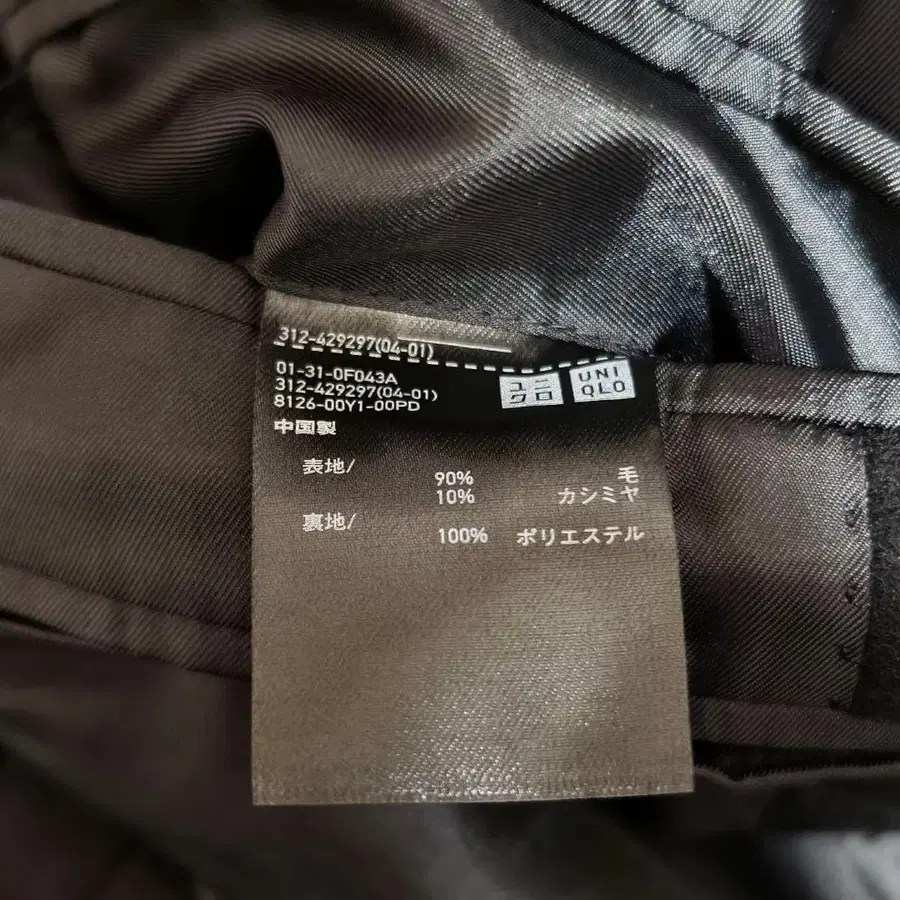 312-429297(04-01)
01-31-0F043A
312-429297(04-01)
8126-00Y1-00PD
ユニ
クロ
UNI
QLO
中国製
表地/
90% 毛
10% カシミヤ
裏地/
100% ポリエステル